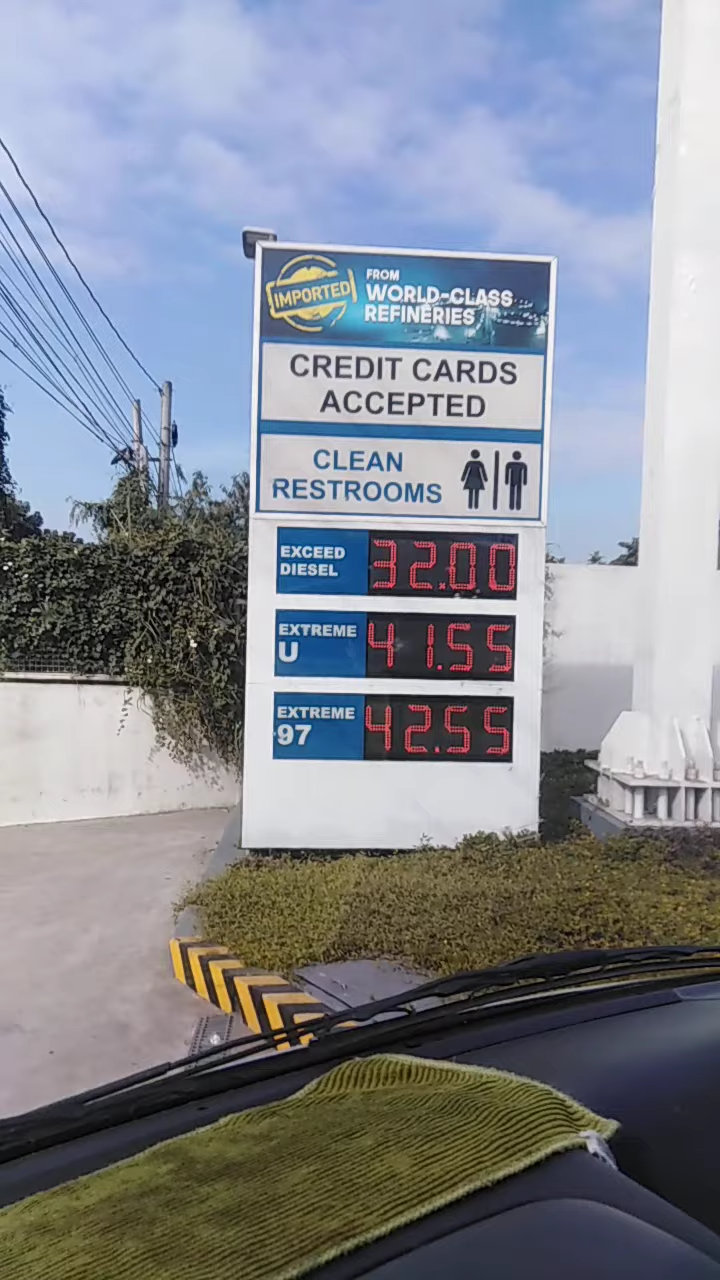 IMPORTED
FROM
WORLD-CLASS
REFINERIES
CREDIT CARDS
ACCEPTED
CLEAN
RESTROOMS
EXCEED
DIESEL
32.00
EXTREME
U
41.55
EXTREME
97
42.55